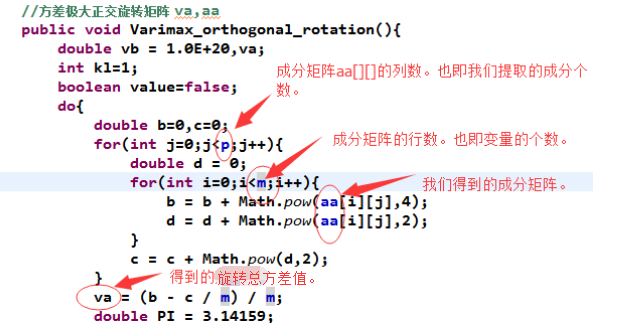 //方差极大正交旋转矩阵 va,aa
public void Varimax_orthogonal_rotation(){
double vb = 1.0E+20,va;
int kl=1;
boolean value=false;
do{
成分矩阵aa[][]的列数。也即我们提取的成分个
数。
double b=0,c=0;
for(int j=0;j<p;j++){
成分矩阵的行数。也即变量的个数。
double d = 0;
for(int i=0;i<m;i++){
我们得到的成分矩阵。
b = b + Math.pow(aa[i][j],4);
d = d + Math.pow(aa[i][j],2);
}
c = c + Math.pow(d,2);
}
得到的旋转总方差值。
va = (b - c / m) / m;
double PI = 3.14159;